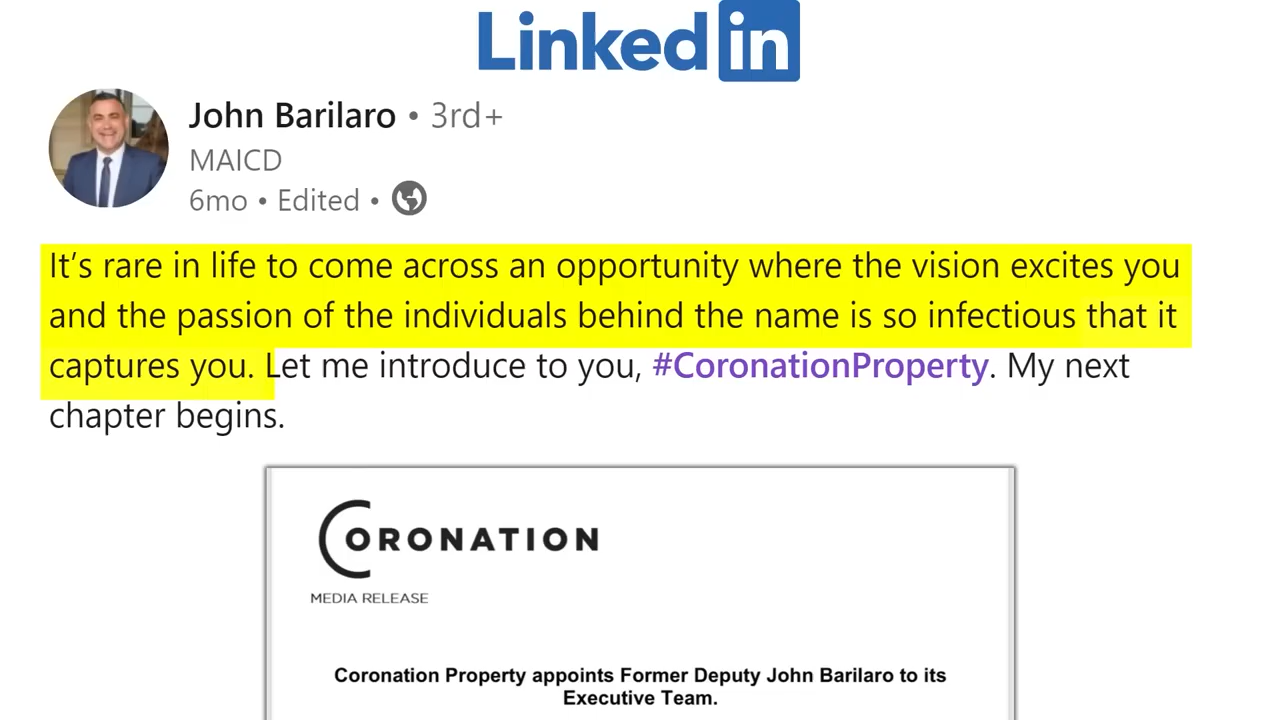 Linkedin
John Barilaro • 3rd+
MAICD
6mo • Edited •
It’s rare in life to come across an opportunity where the vision excites you
and the passion of the individuals behind the name is so infectious that it
captures you. Let me introduce to you, #CoronationProperty. My next
chapter begins.
CORONATION
MEDIA RELEASE
Coronation Property appoints Former Deputy John Barilaro to its
Executive Team.